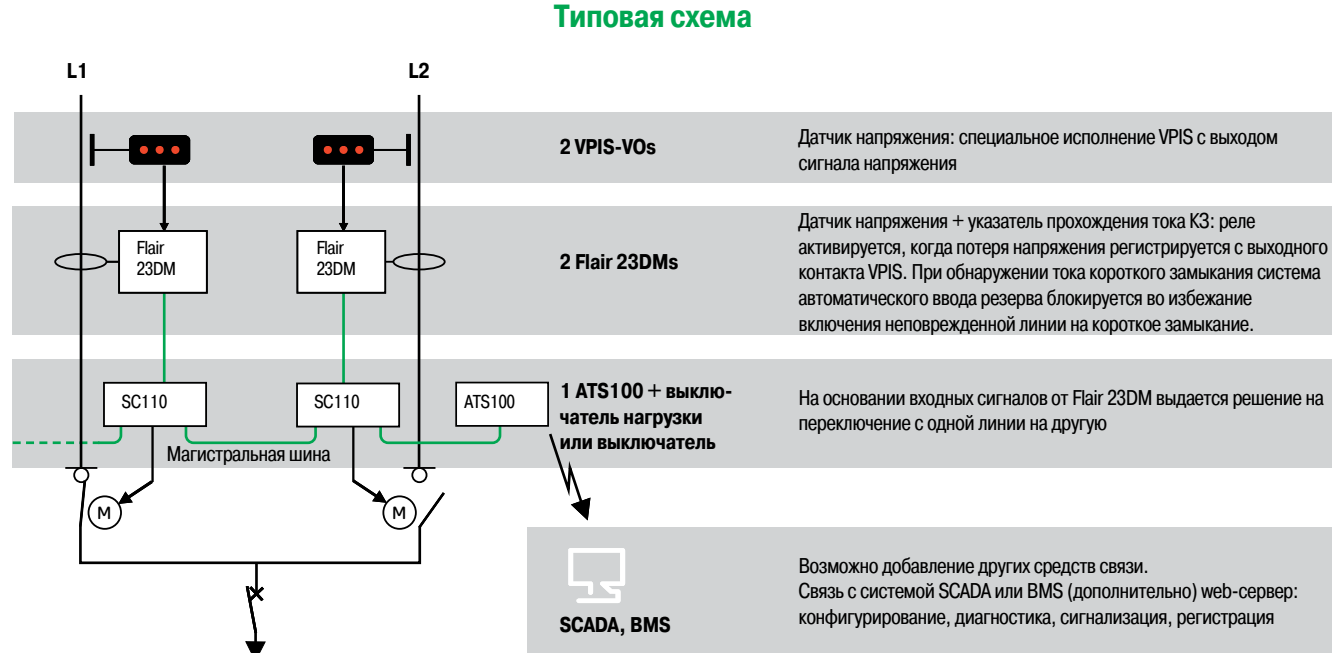 Типовая схема
L1
L2
2 VPIS-VOs
Датчик напряжения: специальное исполнение VPIS с выходом
сигнала напряжения
Flair
23DM
Flair
23DM
2 Flair 23DMs
Датчик напряжения + указатель прохождения тока КЗ: реле
активируется, когда потеря напряжения регистрируется с выходного
контакта VPIS. При обнаружении тока короткого замыкания система
автоматического ввода резерва блокируется во избежание
включения неповрежденной линии на короткое замыкание.
SC110
SC110
ATS100
1 ATS100 + выклю-
чатель нагрузки
или выключатель
На основании входных сигналов от Flair 23DM выдается решение на
переключение с одной линии на другую
Магистральная шина
M
M
SCADA, BMS
Возможно добавление других средств связи.
Связь с системой SCADA или BMS (дополнительно) web-сервер:
конфигурирование, диагностика, сигнализация, регистрация